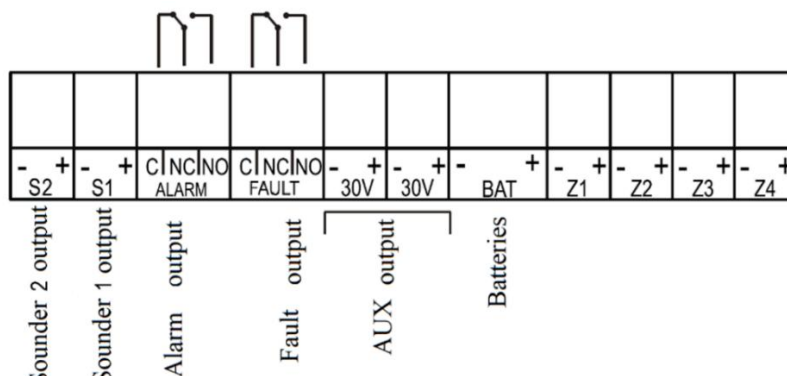 - + - + C NC NO C NC NO - + - + - + - + - + - + - +
S2 S1 ALARM FAULT 30V 30V BAT Z1 Z2 Z3 Z4
Sounder 2 output
Sounder 1 output
Alarm output
Fault output
AUX output
Batteries